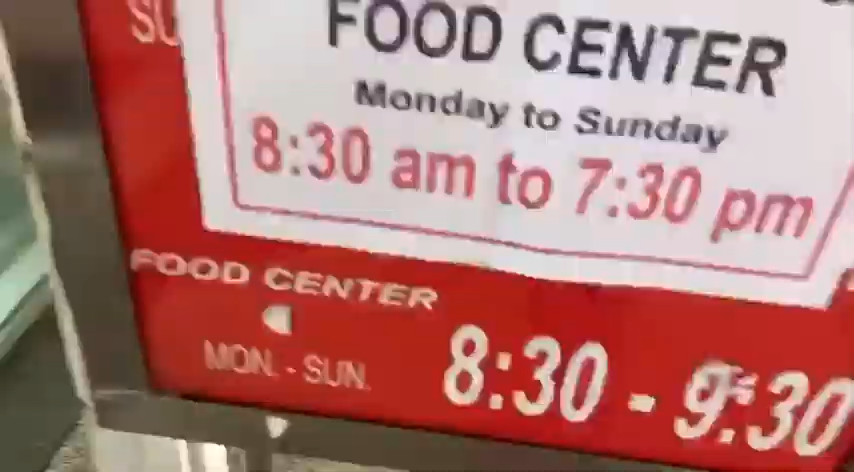 SU
FOOD CENTER
Monday to Sunday
8:30 am to 7:30 pm
FOOD CENTER
MON. - SUN.
8:30 - 9:30